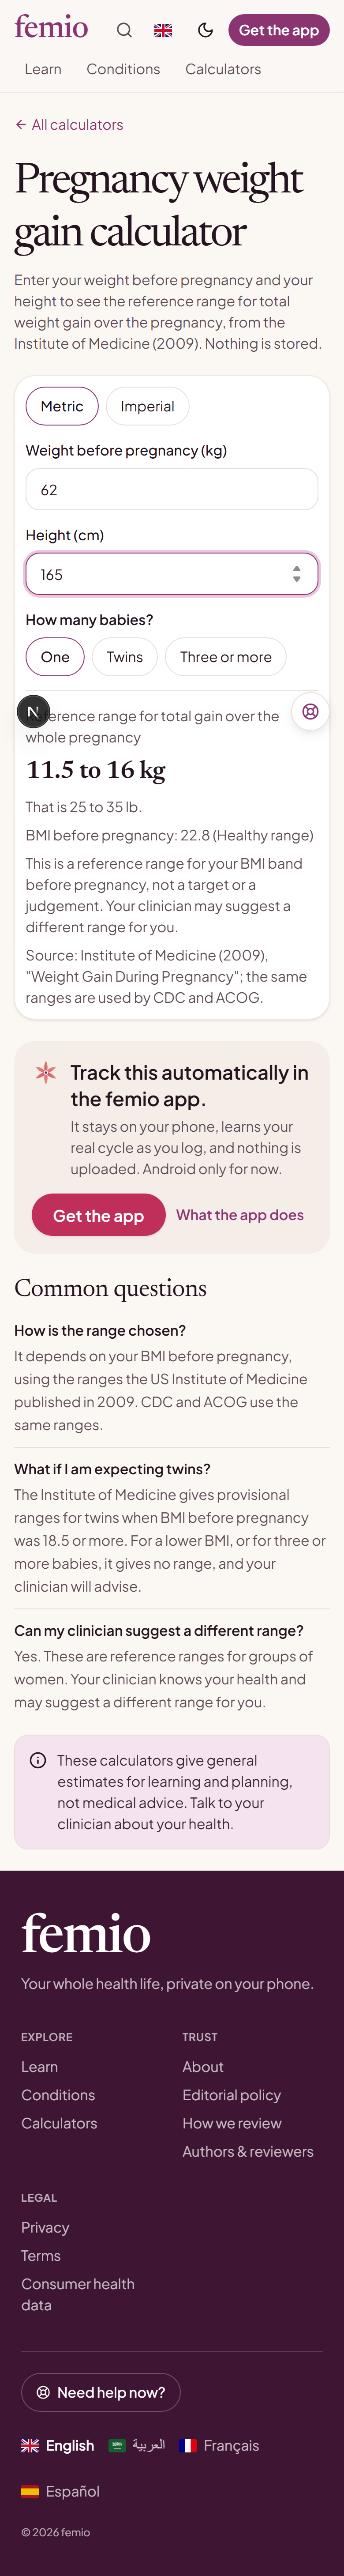 femio
Get the app
Learn Conditions Calculators
← All calculators
Pregnancy weight
gain calculator
Enter your weight before pregnancy and your
height to see the reference range for total
weight gain over the pregnancy, from the
Institute of Medicine (2009). Nothing is stored.
Metric Imperial
Weight before pregnancy (kg)
62
Height (cm)
165
How many babies?
One Twins Three or more
N
ference range for total gain over the
whole pregnancy
11.5 to 16 kg
That is 25 to 35 lb.
BMI before pregnancy: 22.8 (Healthy range)
This is a reference range for your BMI band
before pregnancy, not a target or a
judgement. Your clinician may suggest a
different range for you.
Source: Institute of Medicine (2009),
"Weight Gain During Pregnancy"; the same
ranges are used by CDC and ACOG.
Track this automatically in
the femio app.
It stays on your phone, learns your
real cycle as you log, and nothing is
uploaded. Android only for now.
Get the app What the app does
Common questions
How is the range chosen?
It depends on your BMI before pregnancy,
using the ranges the US Institute of Medicine
published in 2009. CDC and ACOG use the
same ranges.
What if I am expecting twins?
The Institute of Medicine gives provisional
ranges for twins when BMI before pregnancy
was 18.5 or more. For a lower BMI, or for three or
more babies, it gives no range, and your
clinician will advise.
Can my clinician suggest a different range?
Yes. These are reference ranges for groups of
women. Your clinician knows your health and
may suggest a different range for you.
These calculators give general
estimates for learning and planning,
not medical advice. Talk to your
clinician about your health.
femio
Your whole health life, private on your phone.
EXPLORE
Learn
Conditions
Calculators
TRUST
About
Editorial policy
How we review
Authors & reviewers
LEGAL
Privacy
Terms
Consumer health
data
Need help now?
English العربية Français
Español
© 2026 femio